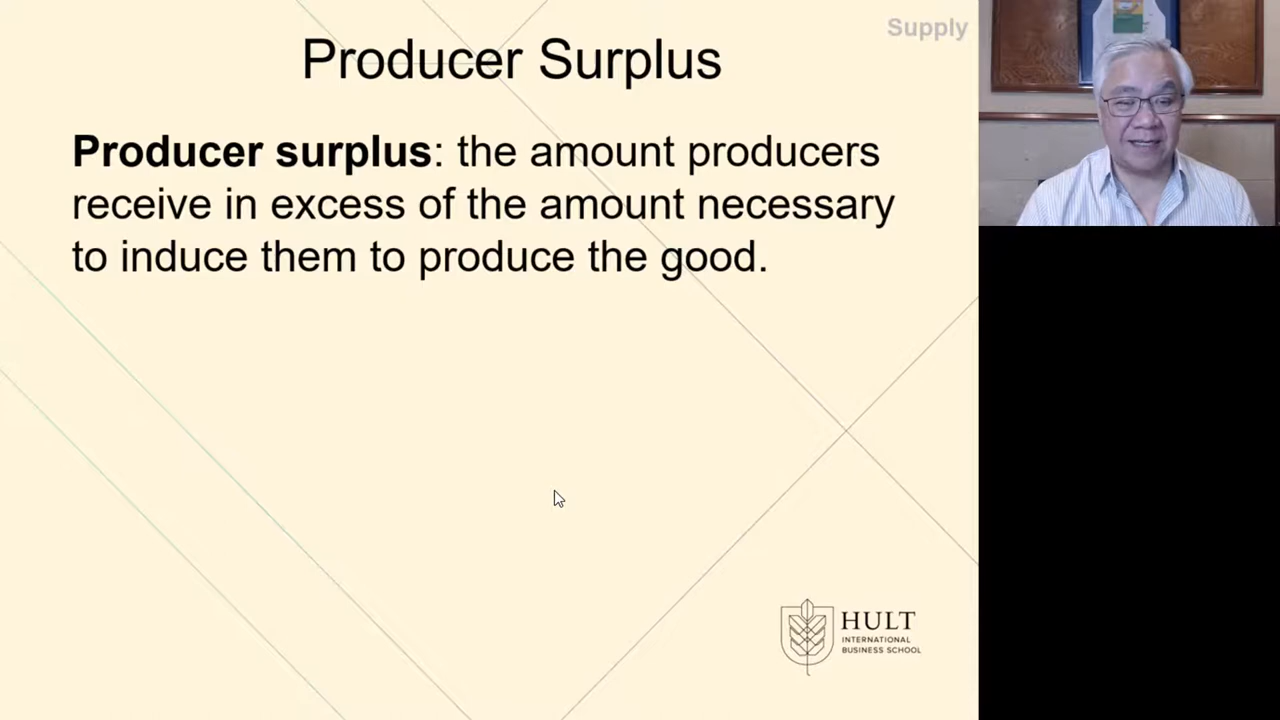 Supply
Producer Surplus
Producer surplus: the amount producers
receive in excess of the amount necessary
to induce them to produce the good.
HULT
INTERNATIONAL
BUSINESS SCHOOL